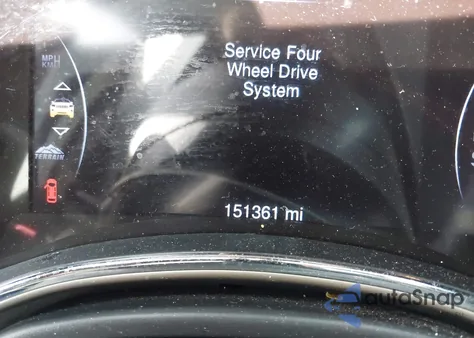 MPH
KM/H
Service Four
Wheel Drive
System
TERRAIN
151361 mi
autoSnap